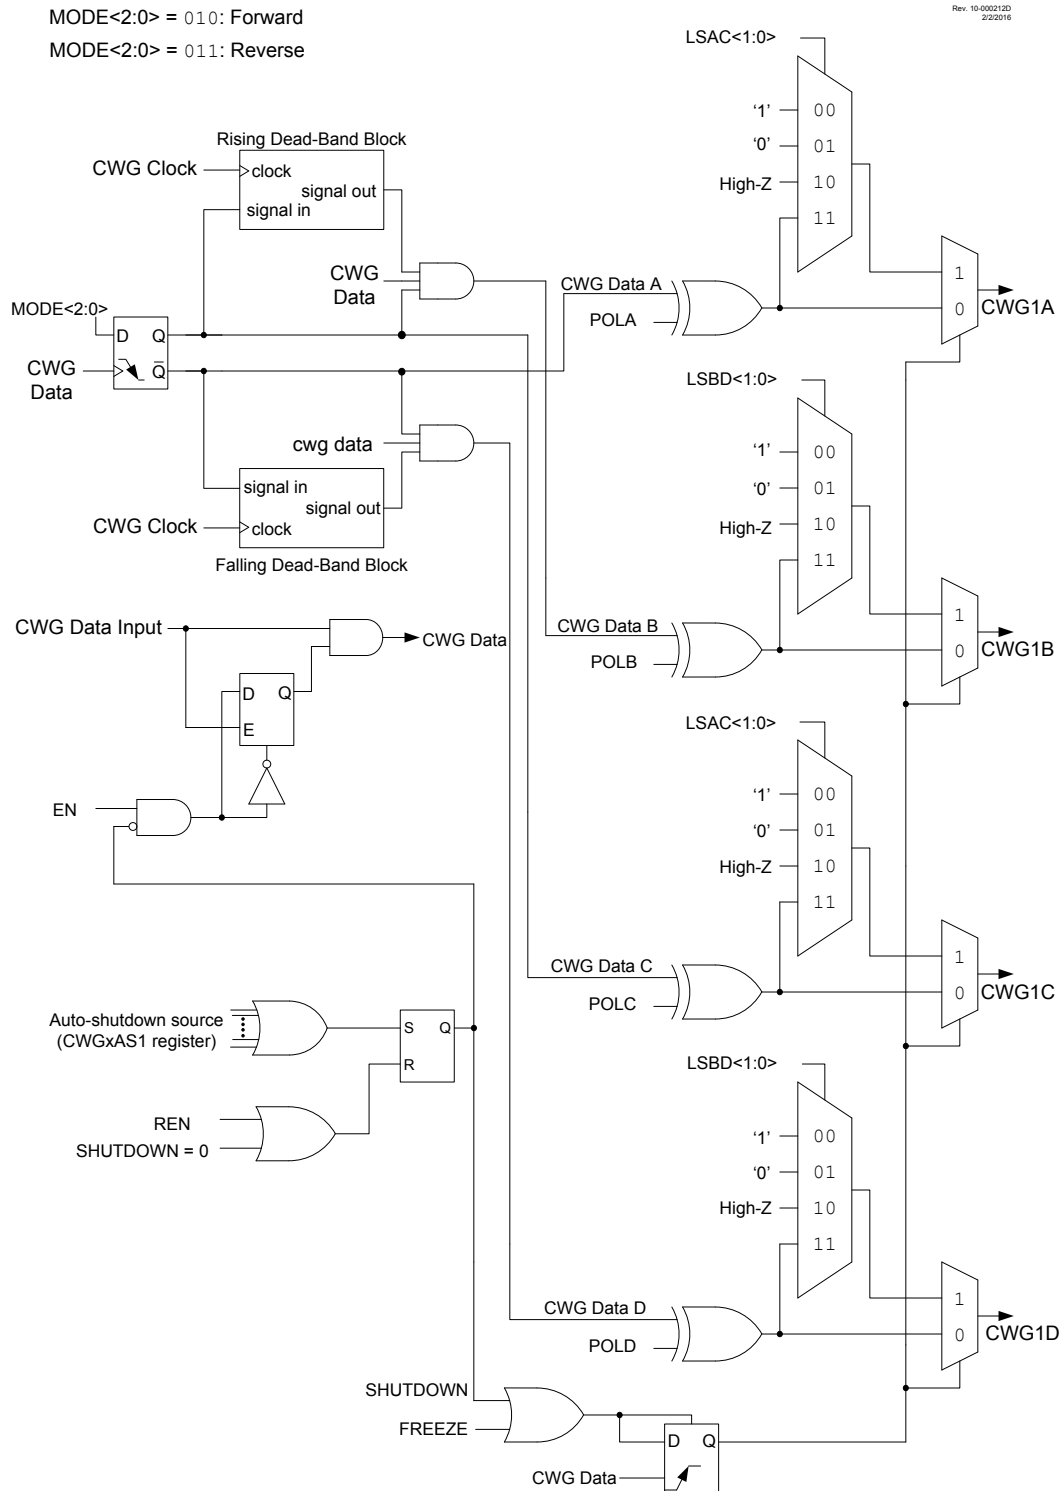 MODE<2:0> = 010: Forward
MODE<2:0> = 011: Reverse
Rev. 10-000212D
2/2/2016
LSAC<1:0>
'1'
00
'0'
01
High-Z
10
11
1
0
CWG1A
Rising Dead-Band Block
CWG Clock
clock
signal out
signal in
CWG
Data
CWG Data A
POLA
MODE<2:0>
D
Q
CWG
Data
Q
cwg data
signal in
signal out
CWG Clock
clock
Falling Dead-Band Block
LSBD<1:0>
'1'
00
'0'
01
High-Z
10
11
1
0
CWG1B
CWG Data B
POLB
CWG Data Input
CWG Data
D
Q
E
EN
LSAC<1:0>
'1'
00
'0'
01
High-Z
10
11
1
0
CWG1C
CWG Data C
POLC
Auto-shutdown source
(CWGxAS1 register)
S
Q
R
REN
SHUTDOWN = 0
LSBD<1:0>
'1'
00
'0'
01
High-Z
10
11
1
0
CWG1D
CWG Data D
POLD
SHUTDOWN
FREEZE
D
Q
CWG Data